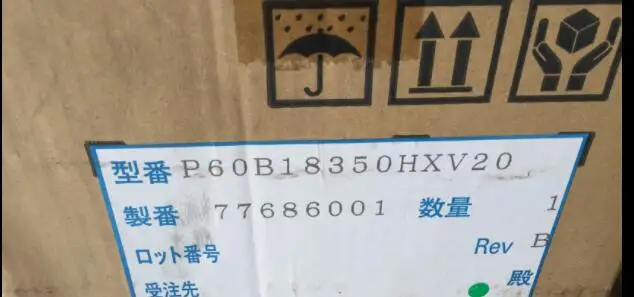 型番 P60B18350HXV20
製番 77686001 数量 1
ロット番号 Rev B
殿
受注先